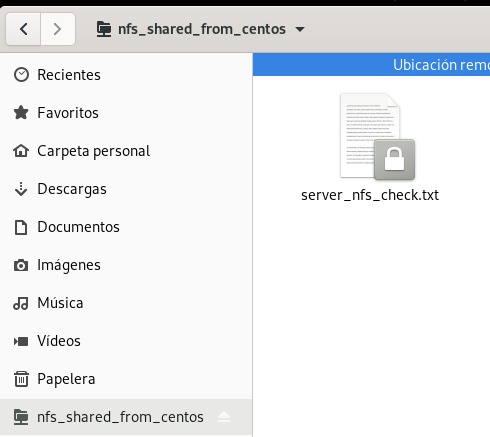 nfs_shared_from_centos
Recientes
Favoritos
Carpeta personal
Descargas
Documentos
Imágenes
Música
Vídeos
Papelera
nfs_shared_from_centos
Ubicación remo
server_nfs_check.txt